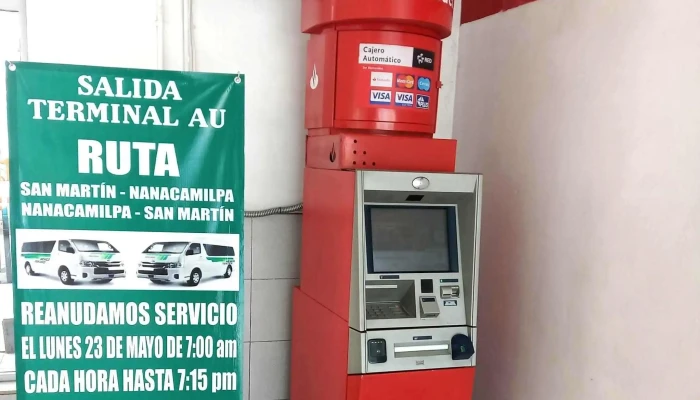 SALIDA
TERMINAL AU
RUTA
SAN MARTÍN - NANACAMILPA
NANACAMILPA - SAN MARTÍN
REANUDAMOS SERVICIO
EL LUNES 23 DE MAYO DE 7:00 am
CADA HORA HASTA 7:15 pm
Cajero
Automático
RED
VISA VISA